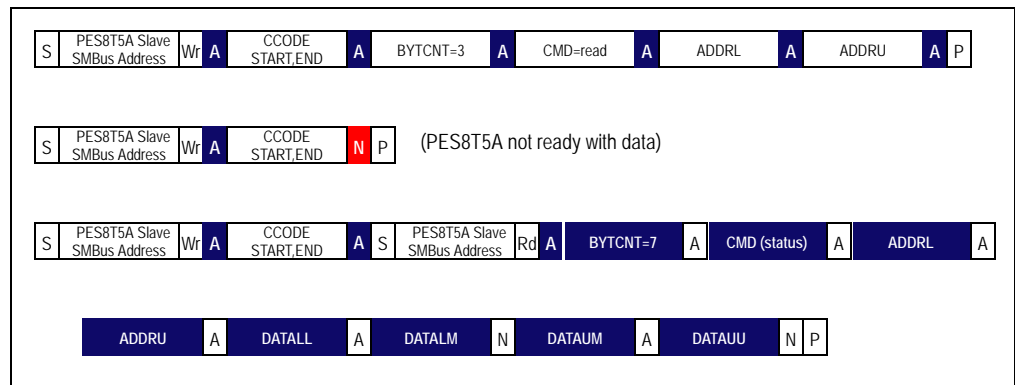 S PES8T5A Slave SMBus Address Wr A CCODE START,END A BYTCNT=3 A CMD=read A ADDRL A ADDRU A P
S PES8T5A Slave SMBus Address Wr A CCODE START,END N P (PES8T5A not ready with data)
S PES8T5A Slave SMBus Address Wr A CCODE START,END A S PES8T5A Slave SMBus Address Rd A BYTCNT=7 A CMD (status) A ADDRL A
ADDRU A DATALL A DATALM N DATAUM A DATAUU N P